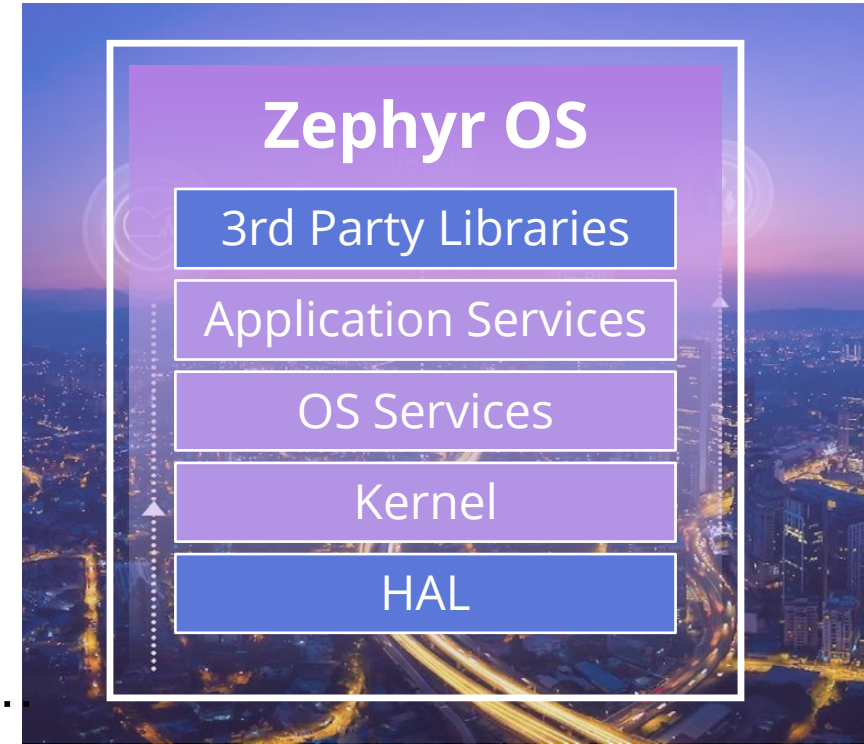 Zephyr OS
3rd Party Libraries
Application Services
OS Services
Kernel
HAL
..